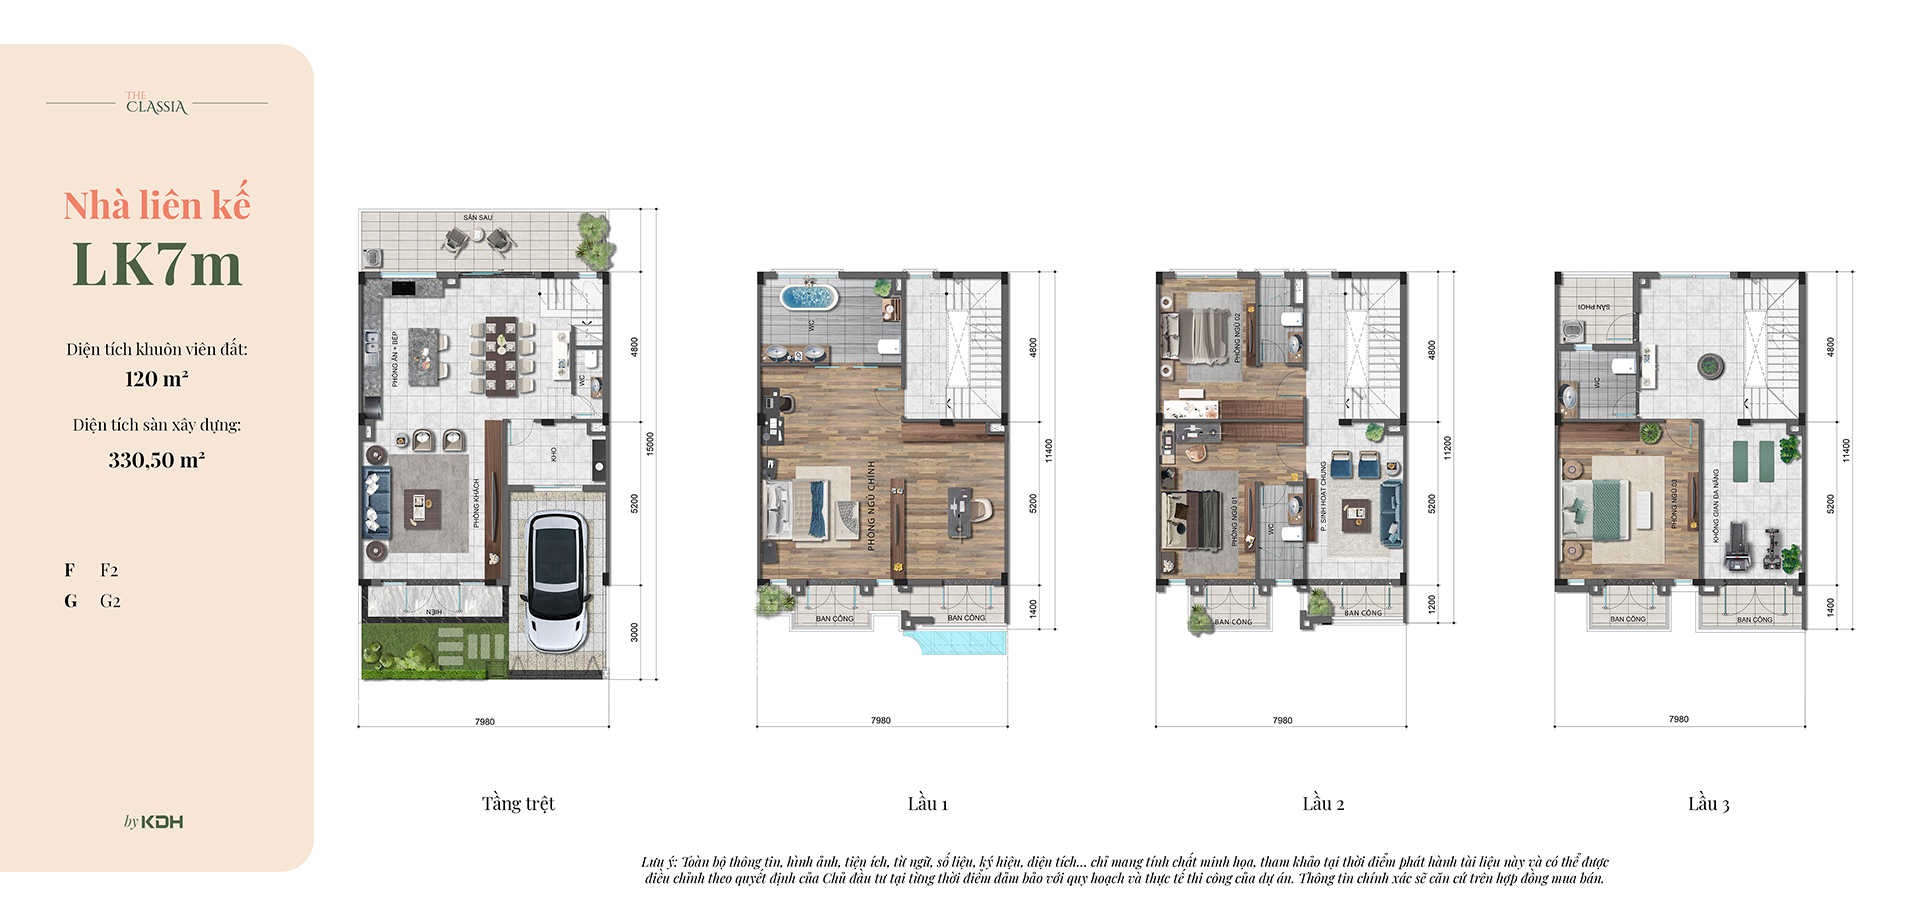 THE
CLASSIA
Nhà liên kế
LK7m
Diện tích khuôn viên đất:
120 m²
Diện tích sàn xây dựng:
330,50 m²
F F2
G G2
by KDH
SÂN SAU
PHÒNG ĂN + BẾP
WC
KHO
PHÒNG KHÁCH
HIÊN
4800
5200
3000
15000
7980
Tầng trệt
WC
PHÒNG NGỦ CHÍNH
BAN CÔNG
BAN CÔNG
4800
5200
1400
11400
7980
Lầu 1
PHÒNG NGỦ 02
PHÒNG NGỦ 01
WC
P. SINH HOẠT CHUNG
BAN CÔNG
BAN CÔNG
4800
5200
1200
11200
7980
Lầu 2
SÂN PHƠI
WC
PHÒNG NGỦ 03
KHÔNG GIAN ĐA NĂNG
BAN CÔNG
BAN CÔNG
4800
5200
1400
11400
7980
Lầu 3
Lưu ý: Toàn bộ thông tin, hình ảnh, tiện ích, từ ngữ, số liệu, ký hiệu, diện tích... chỉ mang tính chất minh họa, tham khảo tại thời điểm phát hành tài liệu này và có thể được
điều chỉnh theo quyết định của Chủ đầu tư tại từng thời điểm đảm bảo với quy hoạch và thực tế thi công của dự án. Thông tin chính xác sẽ căn cứ trên hợp đồng mua bán.